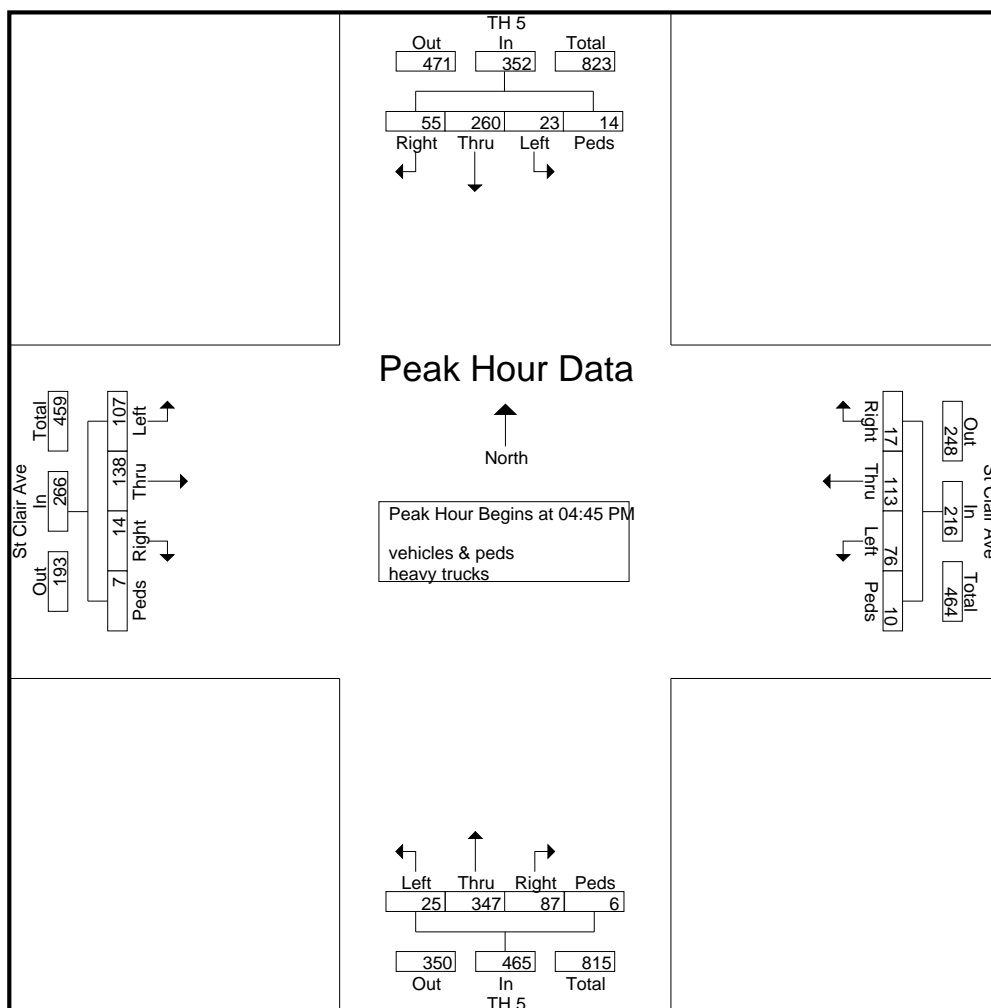 TH 5
Out In Total
471 352 823
55 260 23 14
Right Thru Left Peds
Peak Hour Data
North
Peak Hour Begins at 04:45 PM
vehicles & peds
heavy trucks
St Clair Ave
Out In Total
193 266 459
7 14 138 107
Peds Right Thru Left
St Clair Ave
Out In Total
248 216 464
17 113 76 10
Right Thru Left Peds
Left Thru Right Peds
25 347 87 6
350 465 815
Out In Total
TH 5